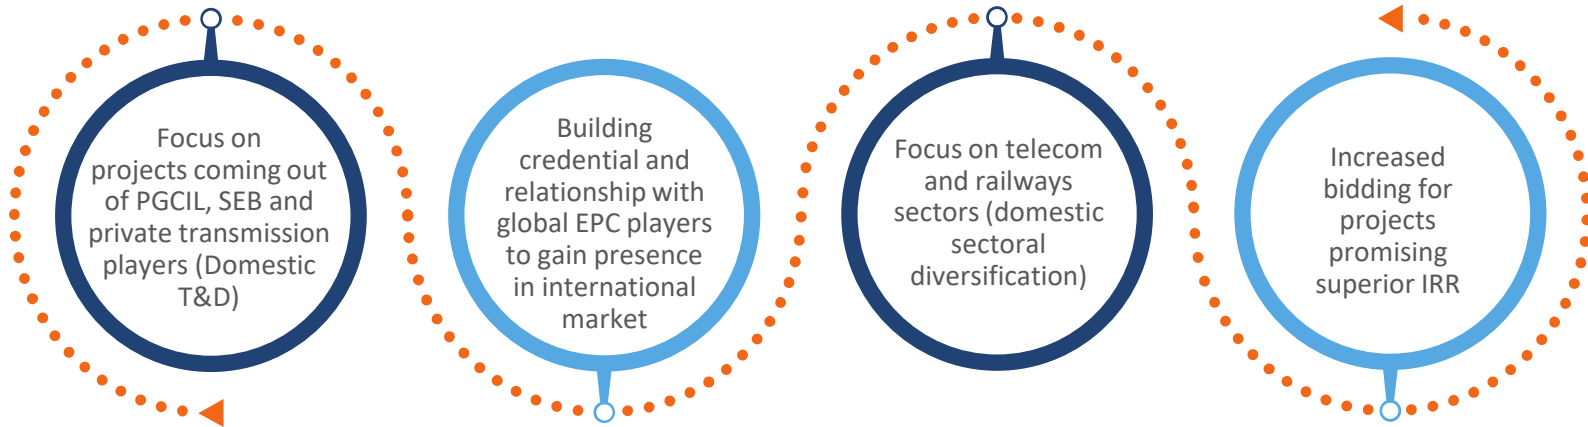 Focus on
projects coming out
of PGCIL, SEB and
private transmission
players (Domestic
T&D)
Building
credential and
relationship with
global EPC players
to gain presence
in international
market
Focus on telecom
and railways
sectors (domestic
sectoral
diversification)
Increased
bidding for
projects
promising
superior IRR